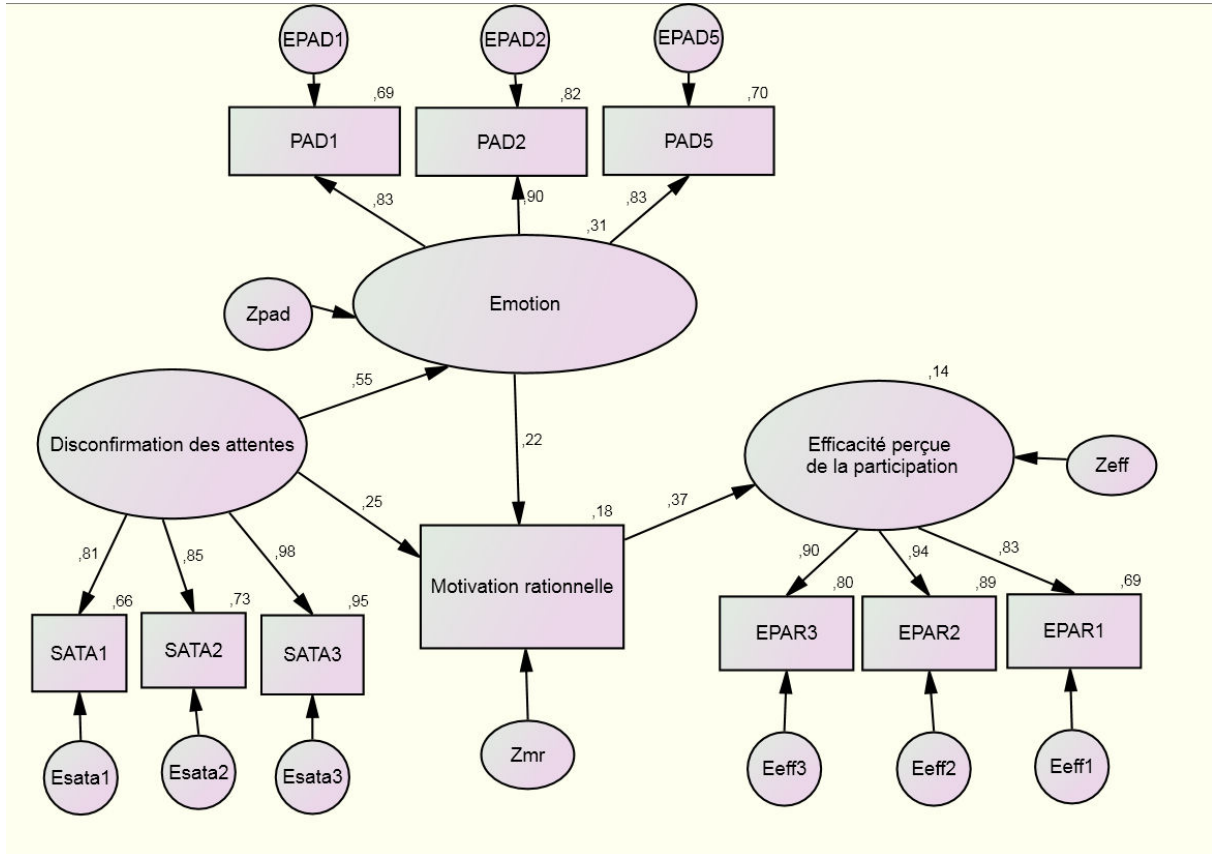 EPAD1
EPAD2
EPAD5
,69
,82
,70
PAD1
PAD2
PAD5
,83
,90
,83
,31
Emotion
Zpad
,55
,14
Disconfirmation des attentes
,22
Efficacité perçue
de la participation
Zeff
,25
,18
,37
,81
,85
,98
Motivation rationnelle
,90
,94
,83
,66
,73
,95
,80
,89
,69
SATA1
SATA2
SATA3
EPAR3
EPAR2
EPAR1
Esata1
Esata2
Esata3
Zmr
Eeff3
Eeff2
Eeff1